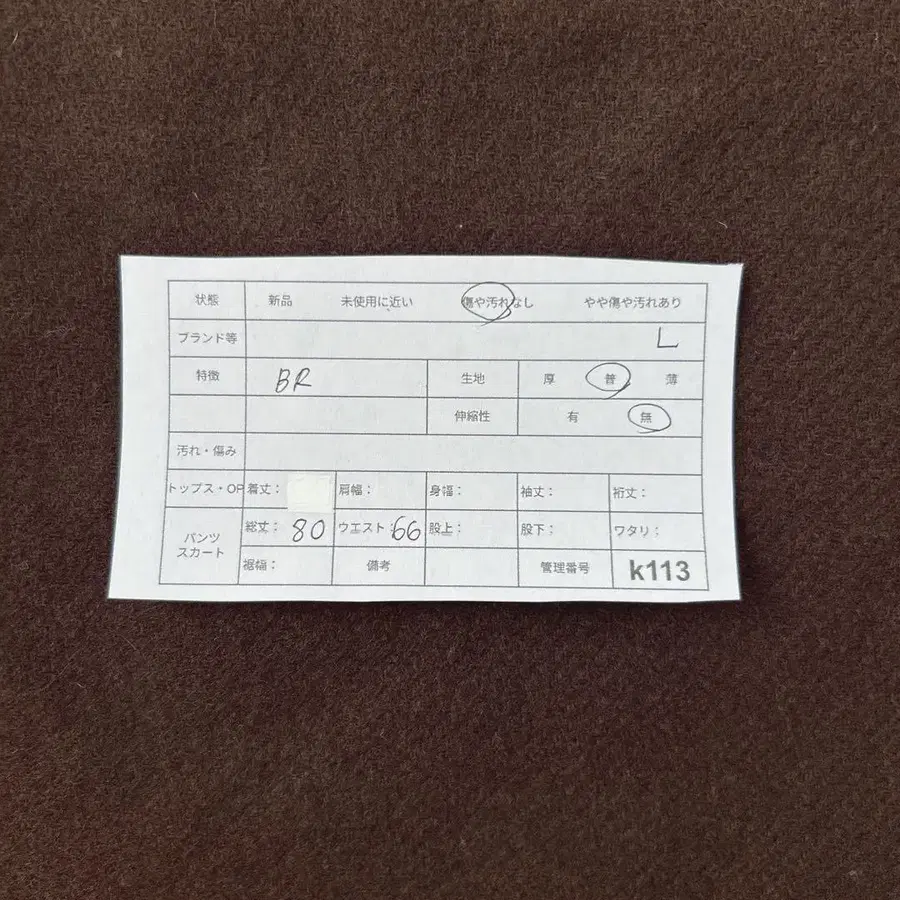 状態 新品 未使用に近い 傷や汚れなし やや傷や汚れあり
ブランド等 L
特徴 BR 生地 厚 普 薄
伸縮性 有 無
汚れ・傷み
トップス・OP 着丈: 肩幅: 身幅: 袖丈: 裄丈:
パンツ スカート 総丈: 80 ウエスト: 66 股上: 股下: ワタリ:
裾幅: 備考 管理番号 k113